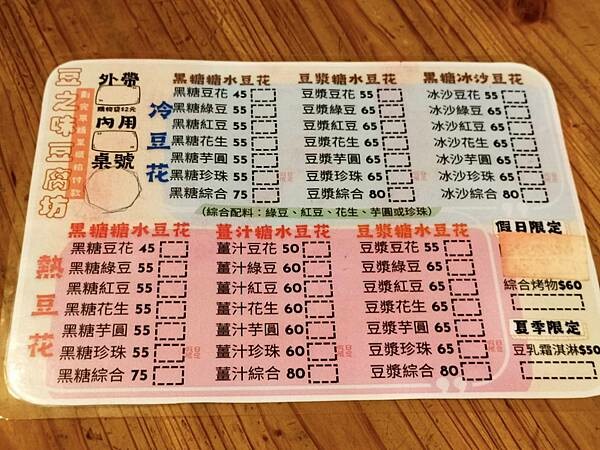 豆之味豆腐坊
劃完單請至櫃檯付款
外帶
購物袋12元
內用
桌號
冷豆花
黑糖糖水豆花
黑糖豆花 45
黑糖綠豆 55
黑糖紅豆 55
黑糖花生 55
黑糖芋圓 55
黑糖珍珠 55
黑糖綜合 75
豆漿糖水豆花
豆漿豆花 55
豆漿綠豆 65
豆漿紅豆 65
豆漿花生 65
豆漿芋圓 65
豆漿珍珠 65
豆漿綜合 80
黑糖冰沙豆花
冰沙豆花 55
冰沙綠豆 65
冰沙紅豆 65
冰沙花生 65
冰沙芋圓 65
冰沙珍珠 65
冰沙綜合 80
(綜合配料：綠豆、紅豆、花生、芋圓或珍珠)
熱豆花
黑糖糖水豆花
黑糖豆花 45
黑糖綠豆 55
黑糖紅豆 55
黑糖花生 55
黑糖芋圓 55
黑糖珍珠 55
黑糖綜合 75
薑汁糖水豆花
薑汁豆花 50
薑汁綠豆 60
薑汁紅豆 60
薑汁花生 60
薑汁芋圓 60
薑汁珍珠 60
薑汁綜合 80
豆漿糖水豆花
豆漿豆花 55
豆漿綠豆 65
豆漿紅豆 65
豆漿花生 65
豆漿芋圓 65
豆漿珍珠 65
豆漿綜合 80
假日限定
綜合烤物$60
夏季限定
豆乳霜淇淋$50